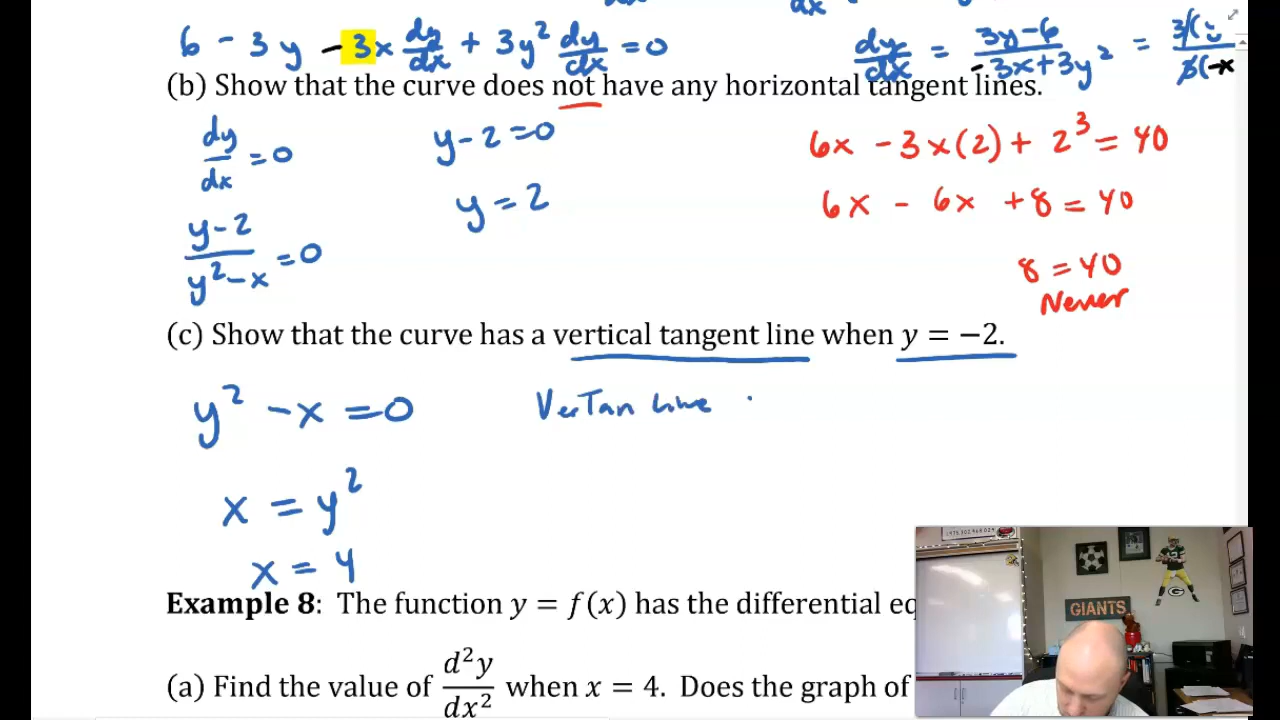 6 - 3y - 3x dy/dx + 3y² dy/dx = 0
dy/dx = 3y-6 / -3x+3y² =
(b) Show that the curve does not have any horizontal tangent lines.
dy/dx = 0
y-2 = 0
6x - 3x(2) + 2³ = 40
y = 2
6x - 6x + 8 = 40
y-2 / y²-x = 0
8 = 40
Never
(c) Show that the curve has a vertical tangent line when y = −2.
y² - x = 0
VerTan Line
x = y²
x = 4
GIANTS
Example 8: The function y = f(x) has the differential eq
(a) Find the value of d²y/dx² when x = 4. Does the graph of